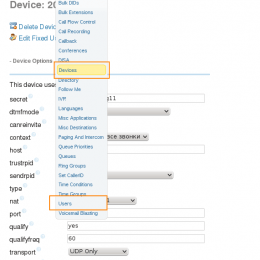 Device: 20
Bulk DIDs
Bulk Extensions
Call Flow Control
Call Recording
Callback
Conferences
DISA
Devices
Directory
Follow Me
IVR
Languages
Misc Applications
Misc Destinations
Paging And Intercom
Queue Priorities
Queues
Ring Groups
Set CallerID
Time Conditions
Time Groups
Users
Voicemail Blasting
Delete Devic
Edit Fixed U
- Device Options
This device uses
secret
dtmfmode
canreinvite
context
все звонки
host
trustrpid
sendrpid
type
nat
port
qualify
yes
qualifyfreq
60
transport
UDP Only